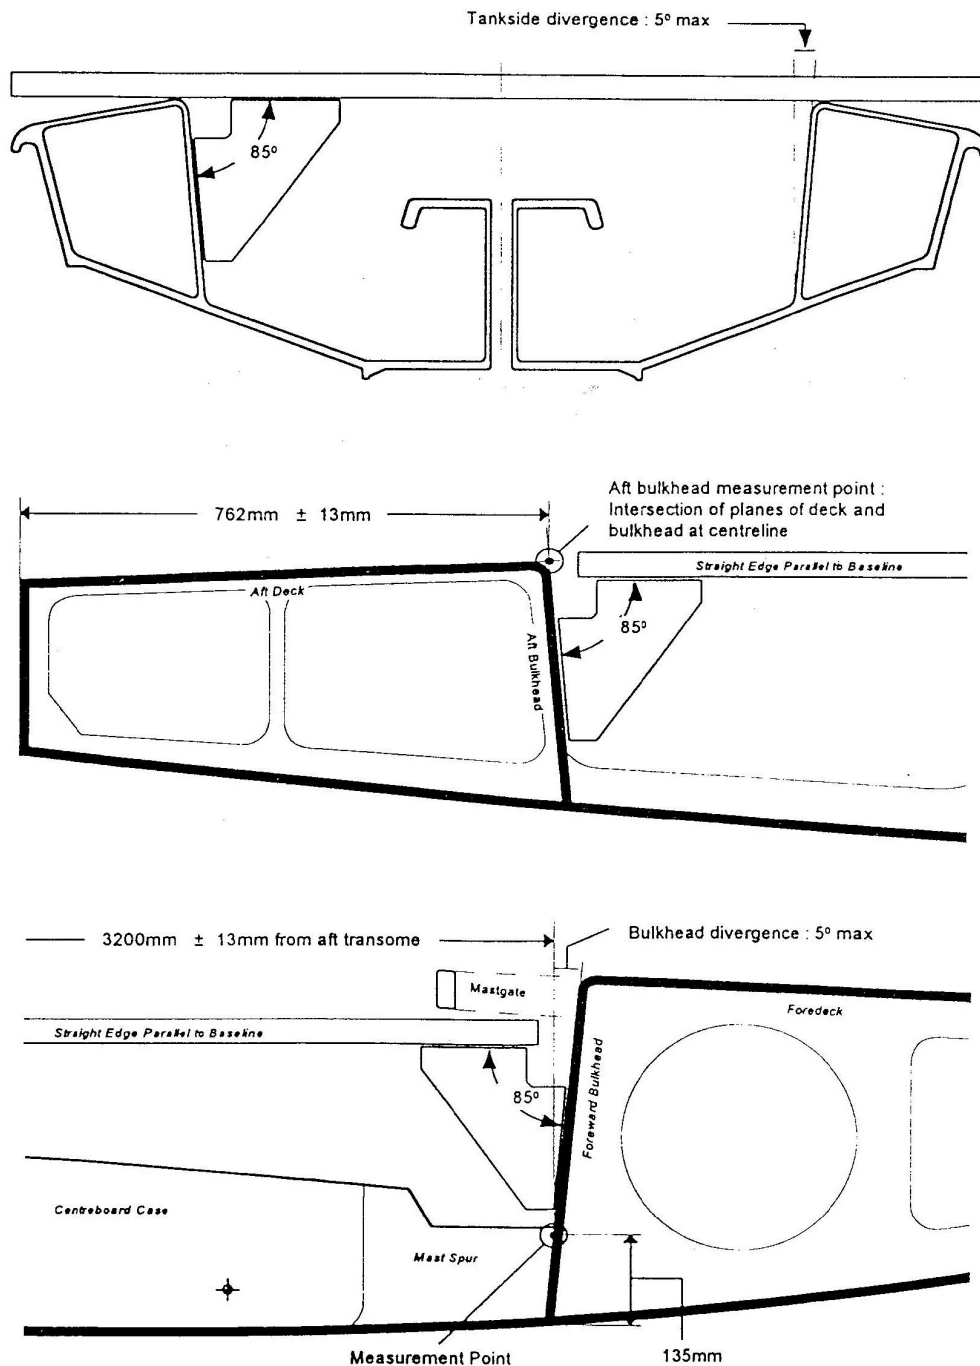 Tankside divergence : 5º max
85º
762mm ± 13mm
Aft bulkhead measurement point :
Intersection of planes of deck and
bulkhead at centreline
Straight Edge Parallel to Baseline
Aft Deck
85º
Aft Bulkhead
3200mm ± 13mm from aft transome
Bulkhead divergence : 5º max
Mastgate
Foredeck
Straight Edge Parallel to Baseline
85º
Foreward Bulkhead
Centreboard Case
Mast Spur
Measurement Point
135mm